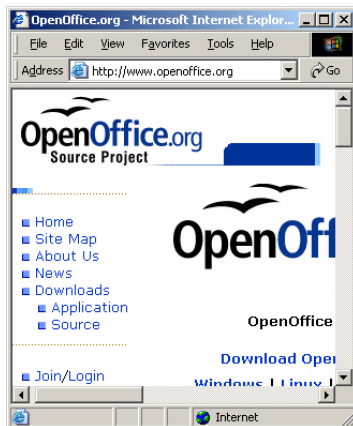 OpenOffice.org - Microsoft Internet Explor...
File Edit View Favorites Tools Help
Address http://www.openoffice.org Go
OpenOffice.org
Source Project
Home
Site Map
About Us
News
Downloads
Application
Source
Join/Login
OpenOff
OpenOffice
Download Oper
Windows | Linux |
Internet